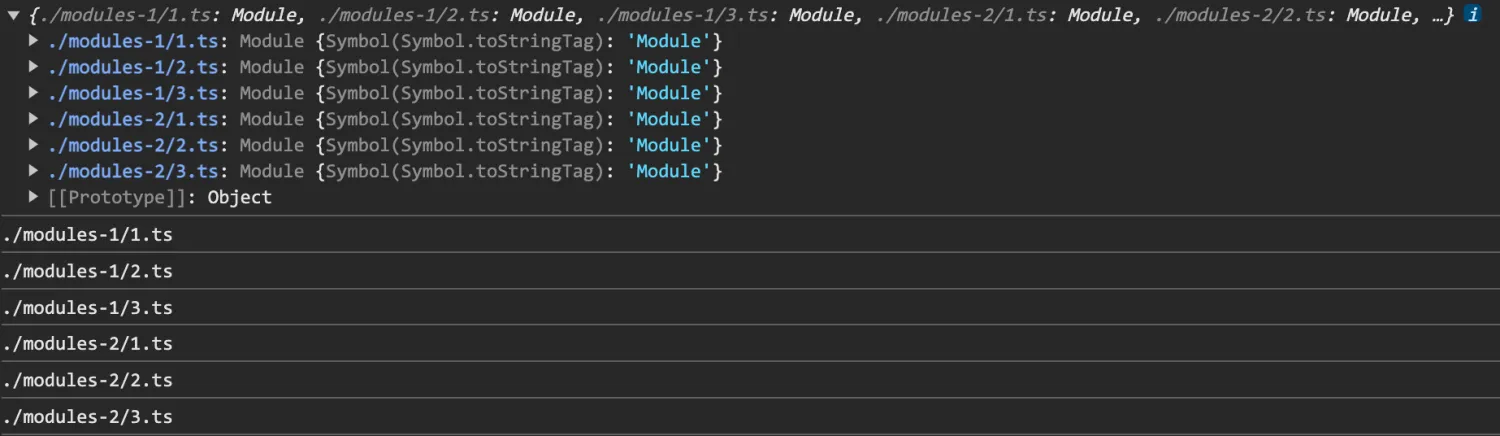 {./modules-1/1.ts: Module, ./modules-1/2.ts: Module, ./modules-1/3.ts: Module, ./modules-2/1.ts: Module, ./modules-2/2.ts: Module, …} i
./modules-1/1.ts: Module {Symbol(Symbol.toStringTag): 'Module'}
./modules-1/2.ts: Module {Symbol(Symbol.toStringTag): 'Module'}
./modules-1/3.ts: Module {Symbol(Symbol.toStringTag): 'Module'}
./modules-2/1.ts: Module {Symbol(Symbol.toStringTag): 'Module'}
./modules-2/2.ts: Module {Symbol(Symbol.toStringTag): 'Module'}
./modules-2/3.ts: Module {Symbol(Symbol.toStringTag): 'Module'}
[[Prototype]]: Object
./modules-1/1.ts
./modules-1/2.ts
./modules-1/3.ts
./modules-2/1.ts
./modules-2/2.ts
./modules-2/3.ts